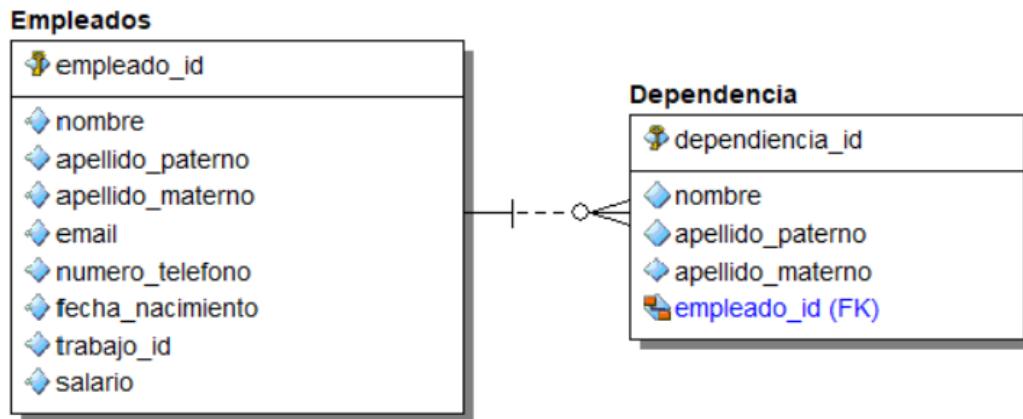 Empleados
empleado_id
nombre
apellido_paterno
apellido_materno
email
numero_telefono
fecha_nacimiento
trabajo_id
salario
Dependencia
dependiencia_id
nombre
apellido_paterno
apellido_materno
empleado_id (FK)